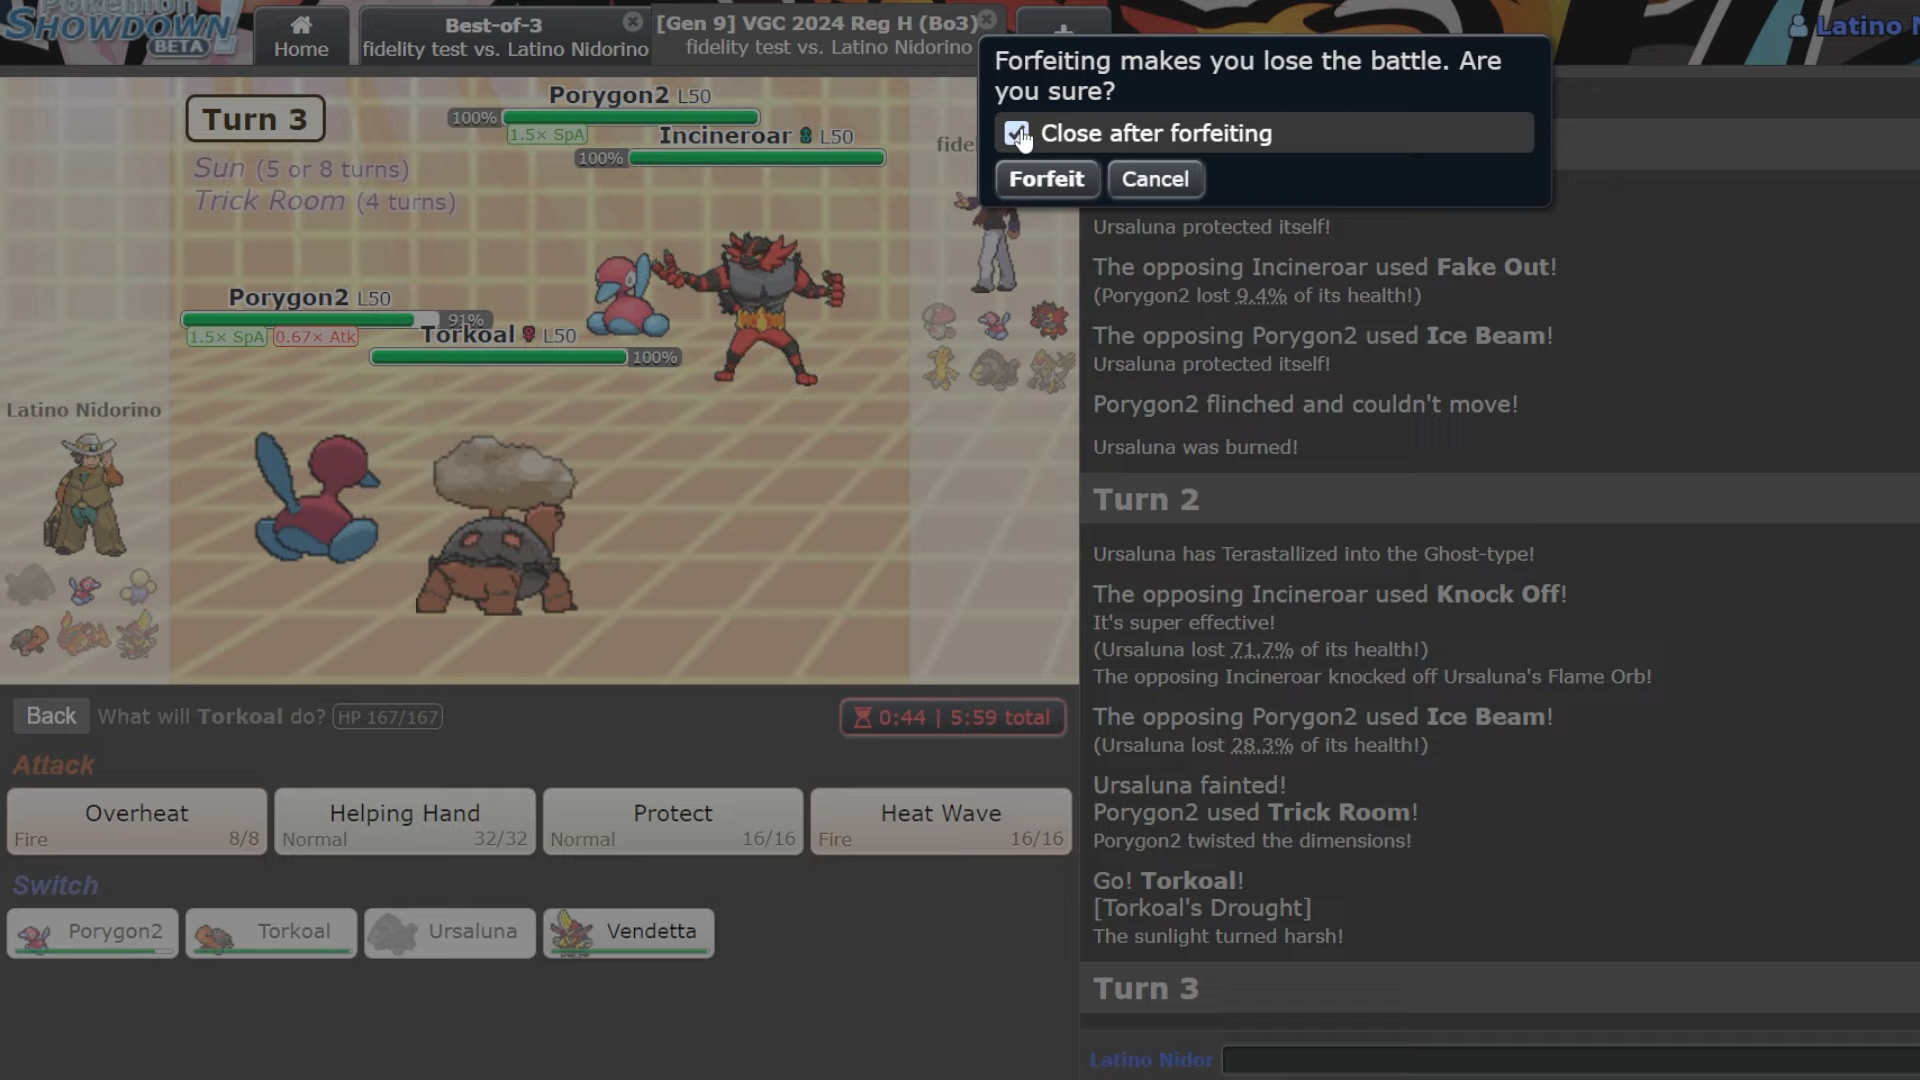 Pokémon
SHOWDOWN!
BETA
Home
Best-of-3
fidelity test vs. Latino Nidorino
[Gen 9] VGC 2024 Reg H (Bo3)
fidelity test vs. Latino Nidorino
Latino N
Forfeiting makes you lose the battle. Are
you sure?
Close after forfeiting
Forfeit
Cancel
Turn 3
Sun (5 or 8 turns)
Trick Room (4 turns)
Porygon2 L50
100%
1.5× SpA
Incineroar L50
100%
fidel
Porygon2 L50
91%
1.5× SpA 0.67× Atk
Torkoal L50
100%
Latino Nidorino
Back
What will Torkoal do? HP 167/167
0:44 | 5:59 total
Attack
Overheat
Fire 8/8
Helping Hand
Normal 32/32
Protect
Normal 16/16
Heat Wave
Fire 16/16
Switch
Porygon2
Torkoal
Ursaluna
Vendetta
Ursaluna protected itself!
The opposing Incineroar used Fake Out!
(Porygon2 lost 9.4% of its health!)
The opposing Porygon2 used Ice Beam!
Ursaluna protected itself!
Porygon2 flinched and couldn't move!
Ursaluna was burned!
Turn 2
Ursaluna has Terastallized into the Ghost-type!
The opposing Incineroar used Knock Off!
It's super effective!
(Ursaluna lost 71.7% of its health!)
The opposing Incineroar knocked off Ursaluna's Flame Orb!
The opposing Porygon2 used Ice Beam!
(Ursaluna lost 28.3% of its health!)
Ursaluna fainted!
Porygon2 used Trick Room!
Porygon2 twisted the dimensions!
Go! Torkoal!
[Torkoal's Drought]
The sunlight turned harsh!
Turn 3
Latino Nidor